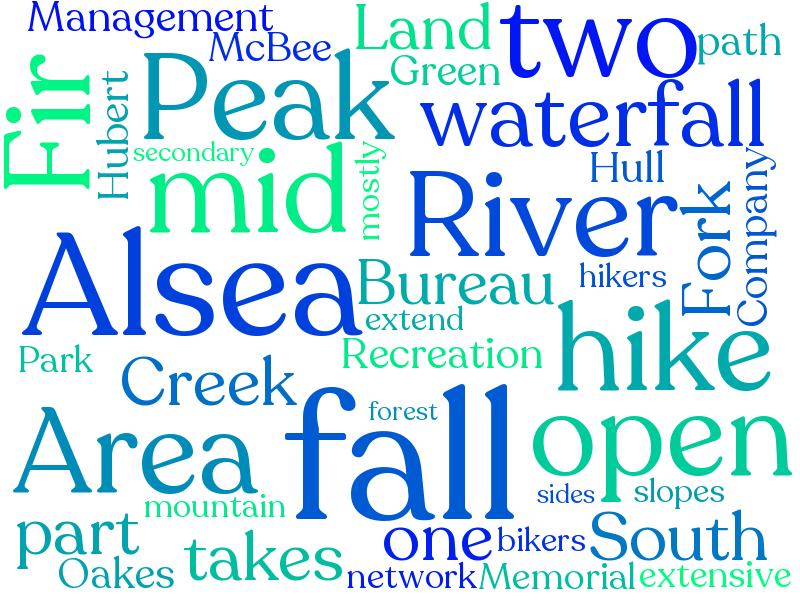 Management
McBee
Land
two
path
Green
Peak
Fir
Hubert
waterfall
secondary
mostly
mid
Hull
River
Fork
Company
Alsea
Bureau
hikers
extend
hike
Park
Recreation
Creek
forest
Area
fall
open
sides
slopes
mountain
part
takes
one
bikers
South
Oakes
network
Memorial
extensive